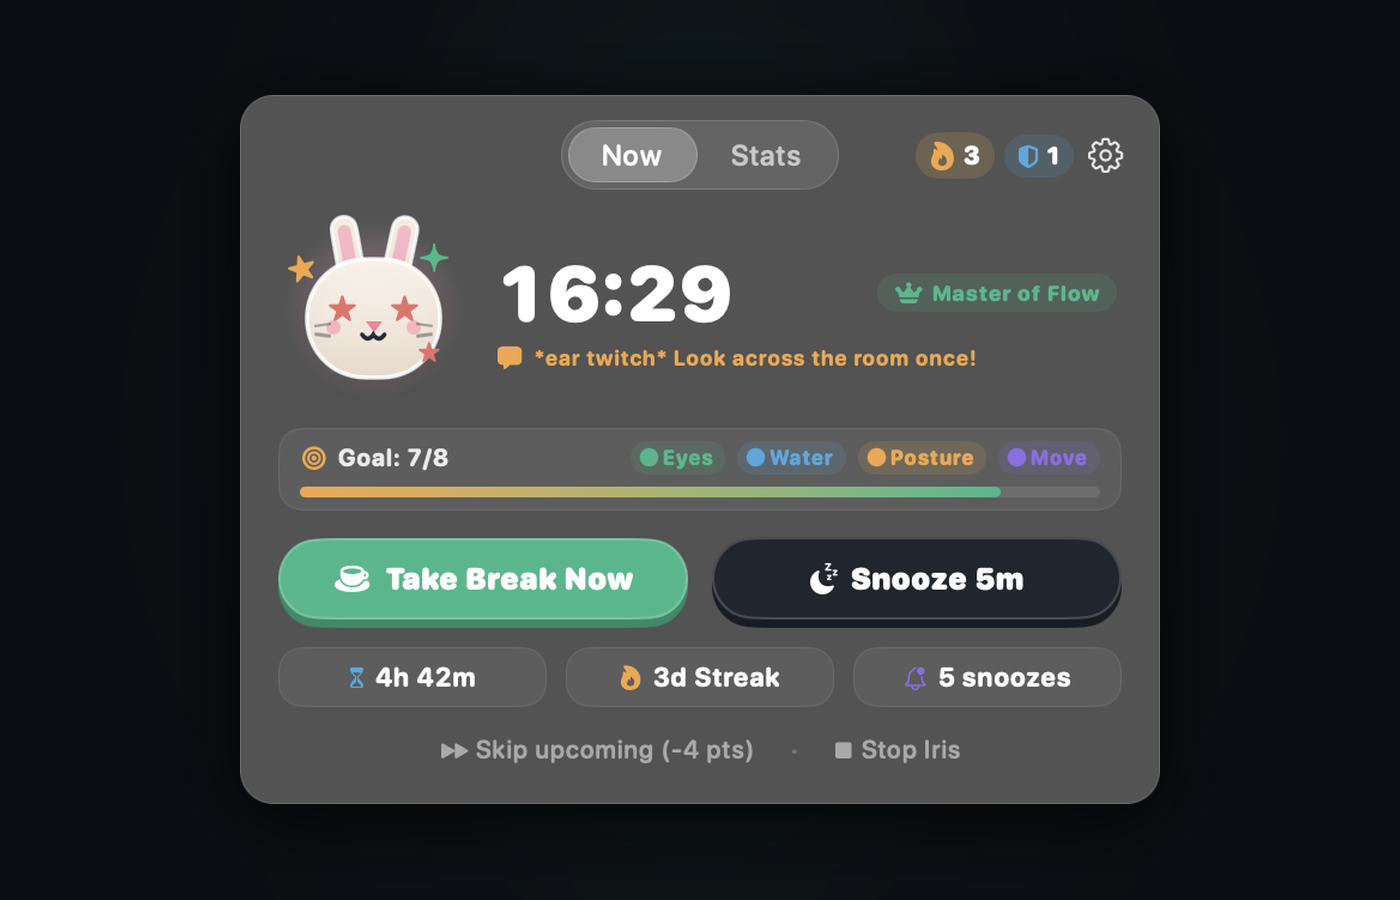 Now Stats 3 1
16:29
Master of Flow
*ear twitch* Look across the room once!
Goal: 7/8 Eyes Water Posture Move
Take Break Now Snooze 5m
4h 42m 3d Streak 5 snoozes
Skip upcoming (-4 pts) · Stop Iris